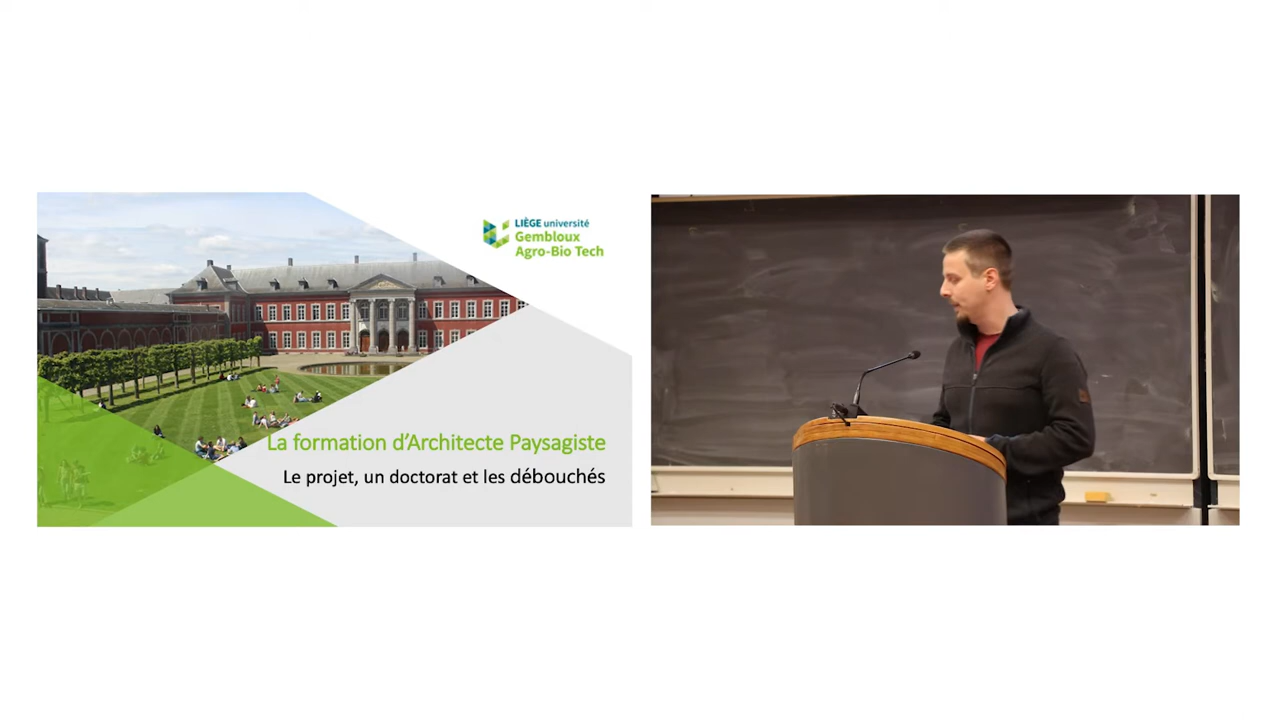 LIÈGE université
Gembloux
Agro-Bio Tech
La formation d'Architecte Paysagiste
Le projet, un doctorat et les débouchés